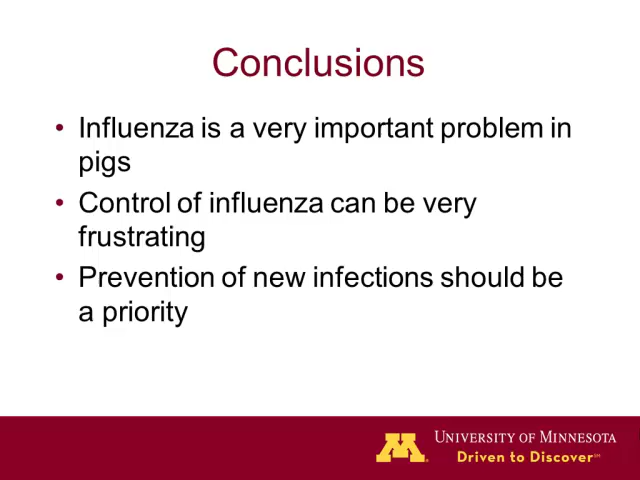 Conclusions
• Influenza is a very important problem in
pigs
• Control of influenza can be very
frustrating
• Prevention of new infections should be
a priority
M
UNIVERSITY OF MINNESOTA
Driven to Discover℠